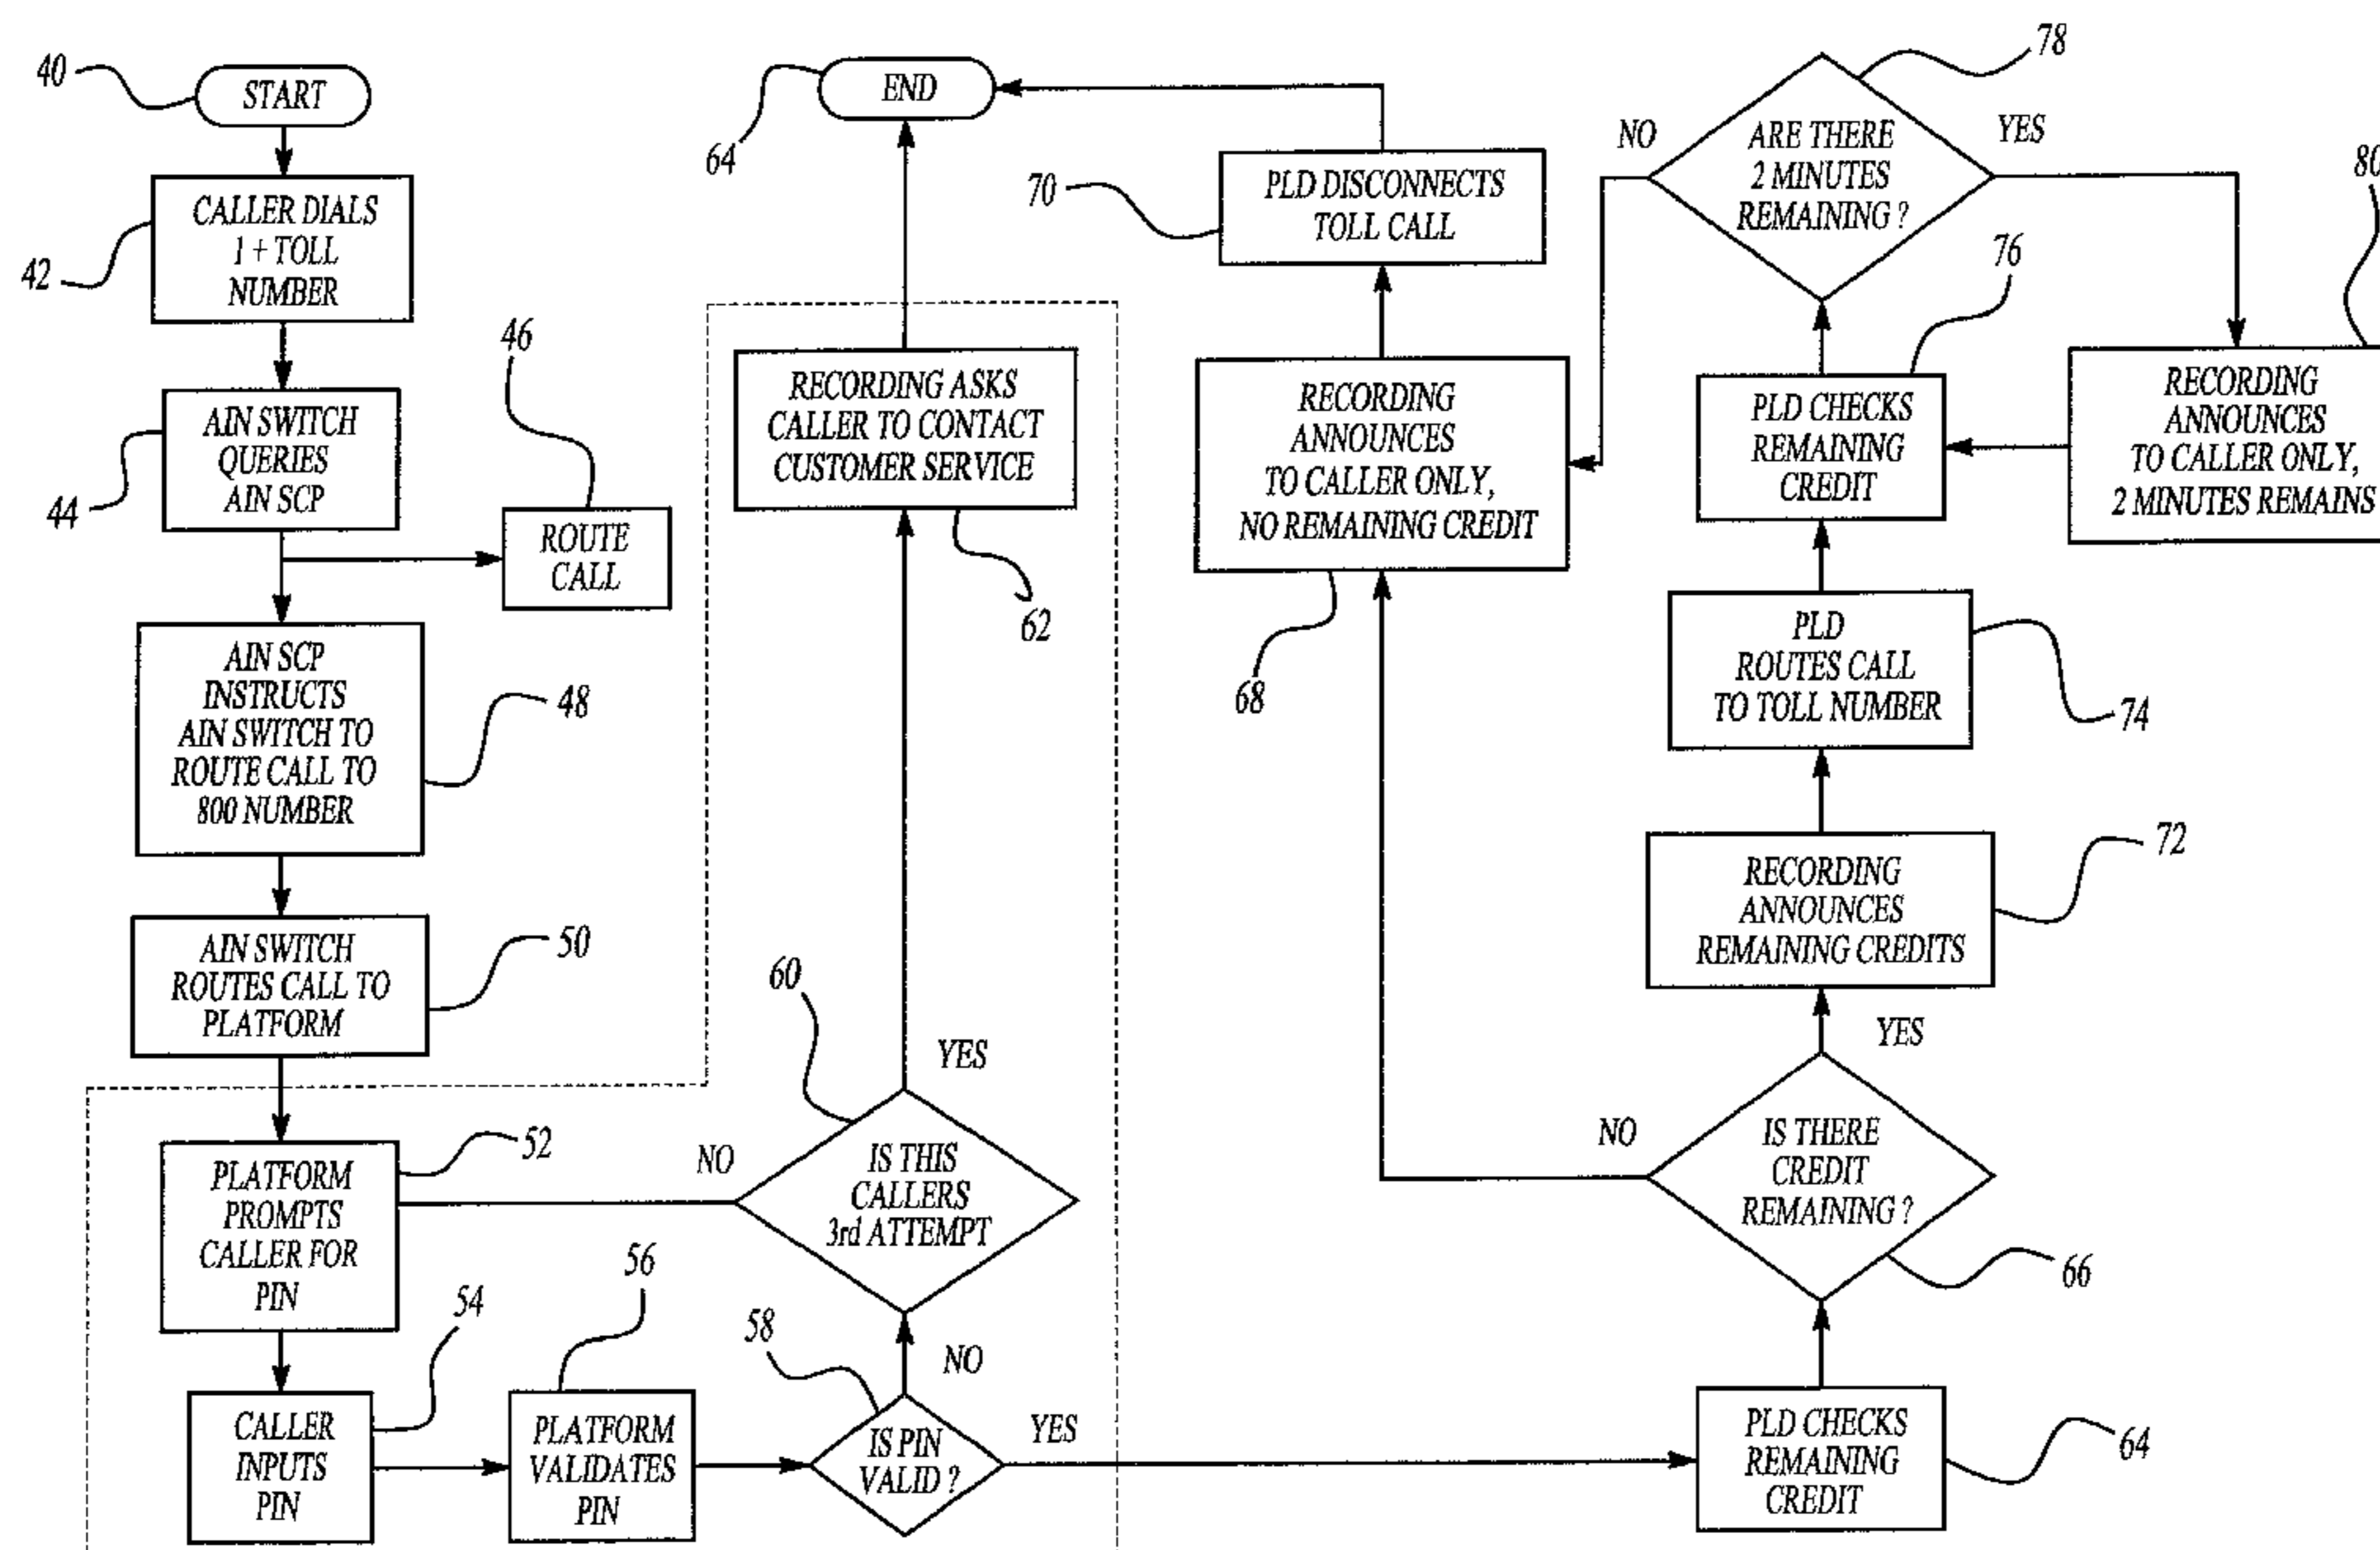 40
START
42
CALLER DIALS
1 + TOLL
NUMBER
44
AIN SWITCH
QUERIES
AIN SCP
46
ROUTE
CALL
AIN SCP
INSTRUCTS
AIN SWITCH TO
ROUTE CALL TO
800 NUMBER
48
AIN SWITCH
ROUTES CALL TO
PLATFORM
50
52
PLATFORM
PROMPTS
CALLER FOR
PIN
54
CALLER
INPUTS
PIN
56
PLATFORM
VALIDATES
PIN
58
IS PIN
VALID ?
NO
YES
60
IS THIS
CALLERS
3rd ATTEMPT
NO
YES
RECORDING ASKS
CALLER TO CONTACT
CUSTOMER SERVICE
62
64
END
70
PLD DISCONNECTS
TOLL CALL
RECORDING
ANNOUNCES
TO CALLER ONLY,
NO REMAINING CREDIT
68
78
ARE THERE
2 MINUTES
REMAINING ?
NO
YES
80
RECORDING
ANNOUNCES
TO CALLER ONLY,
2 MINUTES REMAINS
76
PLD CHECKS
REMAINING
CREDIT
PLD
ROUTES CALL
TO TOLL NUMBER
74
72
RECORDING
ANNOUNCES
REMAINING CREDITS
YES
NO
IS THERE
CREDIT
REMAINING ?
66
PLD CHECKS
REMAINING
CREDIT
64